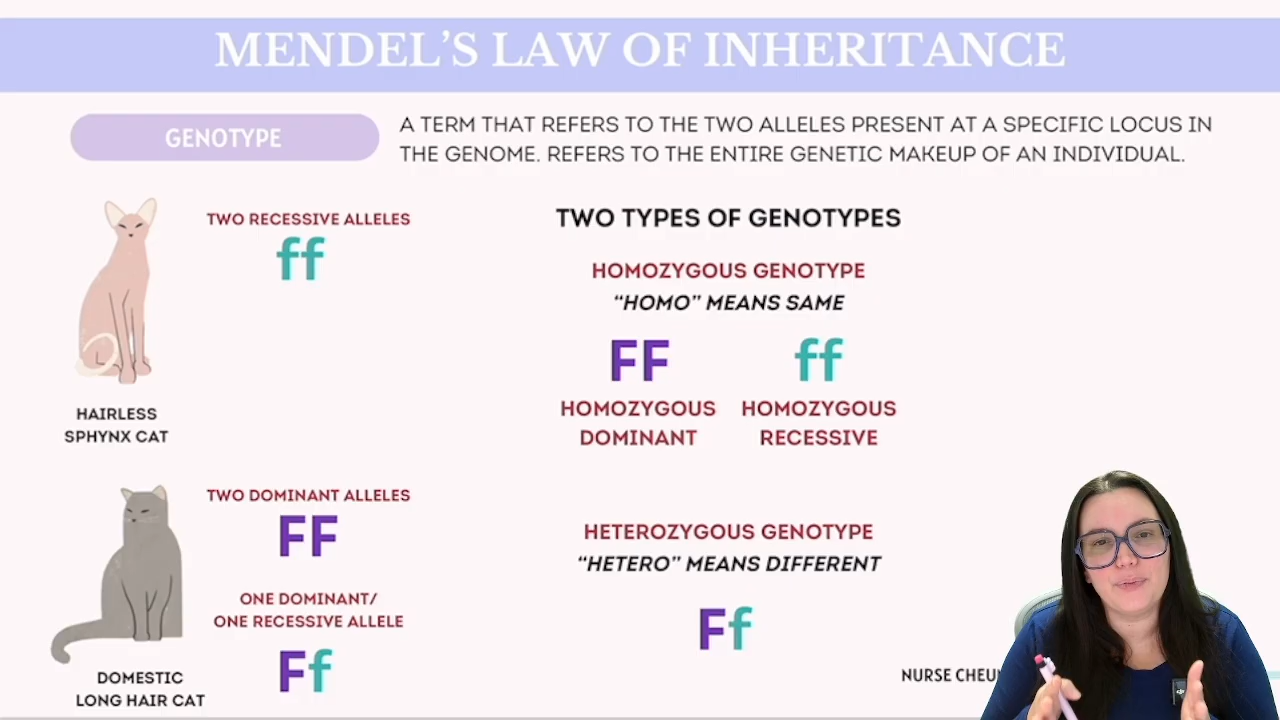 MENDEL'S LAW OF INHERITANCE
GENOTYPE
A TERM THAT REFERS TO THE TWO ALLELES PRESENT AT A SPECIFIC LOCUS IN
THE GENOME. REFERS TO THE ENTIRE GENETIC MAKEUP OF AN INDIVIDUAL.
TWO RECESSIVE ALLELES
ff
HAIRLESS
SPHYNX CAT
TWO DOMINANT ALLELES
FF
ONE DOMINANT/
ONE RECESSIVE ALLELE
Ff
DOMESTIC
LONG HAIR CAT
TWO TYPES OF GENOTYPES
HOMOZYGOUS GENOTYPE
“HOMO” MEANS SAME
FF
ff
HOMOZYGOUS
DOMINANT
HOMOZYGOUS
RECESSIVE
HETEROZYGOUS GENOTYPE
“HETERO” MEANS DIFFERENT
Ff
NURSE